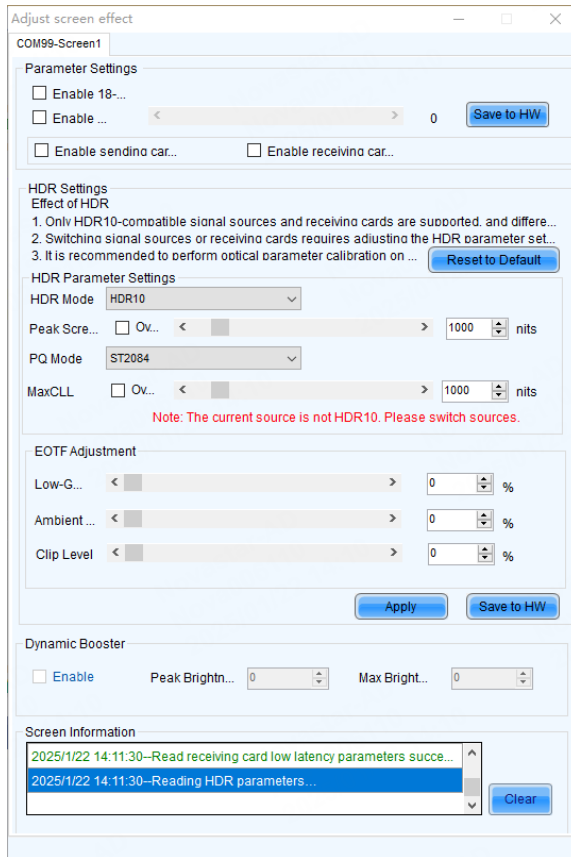 Adjust screen effect
COM99-Screen1
Parameter Settings
Enable 18-...
Enable ...
0
Save to HW
Enable sending car...
Enable receiving car...
HDR Settings
Effect of HDR
1. Only HDR10-compatible signal sources and receiving cards are supported, and differe...
2. Switching signal sources or receiving cards requires adjusting the HDR parameter set...
3. It is recommended to perform optical parameter calibration on ...
Reset to Default
HDR Parameter Settings
HDR Mode HDR10
Peak Scre... Ov... 1000 nits
PQ Mode ST2084
MaxCLL Ov... 1000 nits
Note: The current source is not HDR10. Please switch sources.
EOTF Adjustment
Low-G... 0 %
Ambient ... 0 %
Clip Level 0 %
Apply Save to HW
Dynamic Booster
Enable Peak Brightn... 0 Max Bright... 0
Screen Information
2025/1/22 14:11:30--Read receiving card low latency parameters succe...
2025/1/22 14:11:30--Reading HDR parameters...
Clear